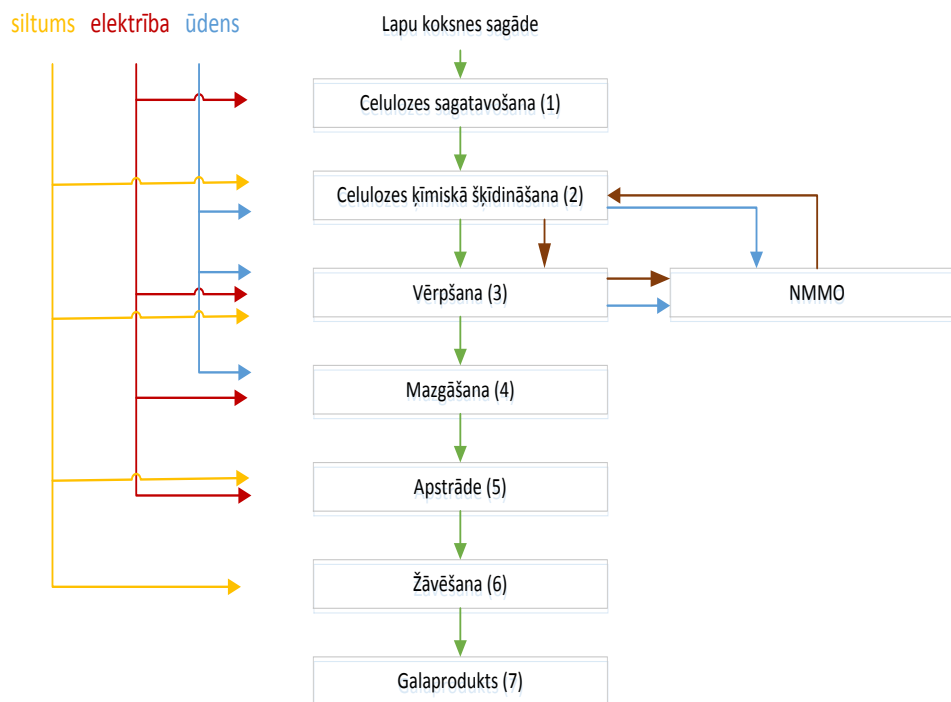 siltums elektrība ūdens
Lapu koksnes sagāde
Celulozes sagatavošana (1)
Celulozes ķīmiskā šķīdināšana (2)
Vērpšana (3)
NMMO
Mazgāšana (4)
Apstrāde (5)
Žāvēšana (6)
Galaprodukts (7)